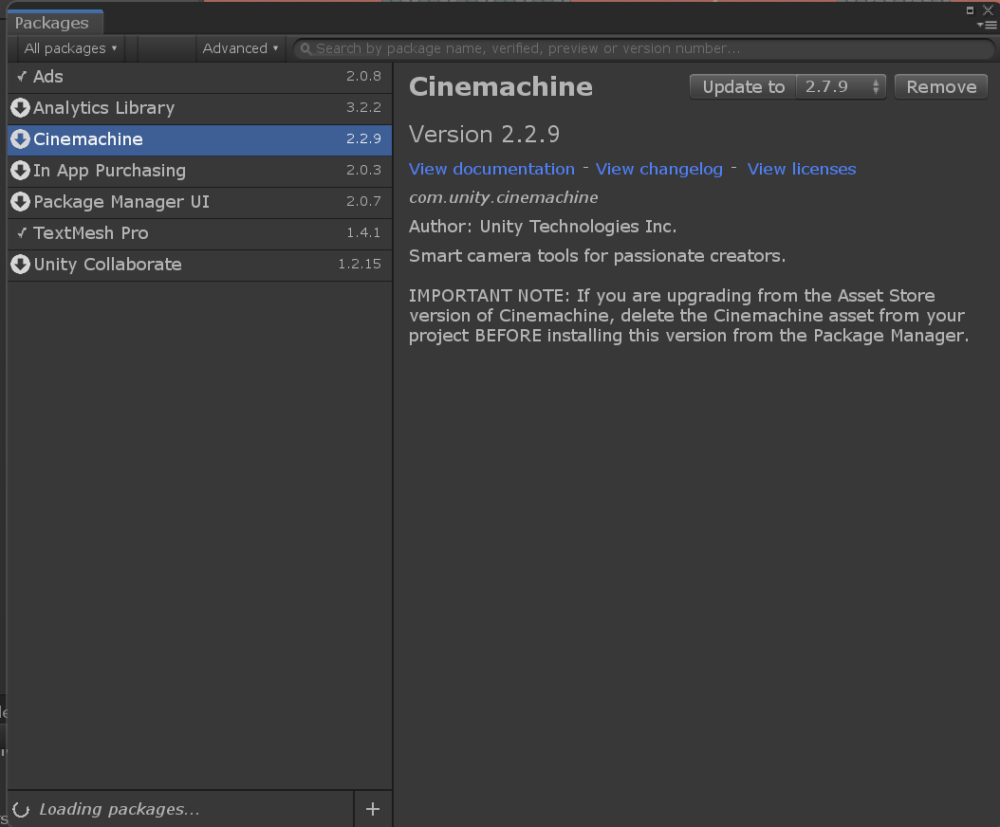 Packages
All packages ▾ Advanced ▾ Search by package name, verified, preview or version number...
Ads 2.0.8
Analytics Library 3.2.2
Cinemachine 2.2.9
In App Purchasing 2.0.3
Package Manager UI 2.0.7
TextMesh Pro 1.4.1
Unity Collaborate 1.2.15
Loading packages... +
Cinemachine Update to 2.7.9 Remove
Version 2.2.9
View documentation - View changelog - View licenses
com.unity.cinemachine
Author: Unity Technologies Inc.
Smart camera tools for passionate creators.
IMPORTANT NOTE: If you are upgrading from the Asset Store
version of Cinemachine, delete the Cinemachine asset from your
project BEFORE installing this version from the Package Manager.